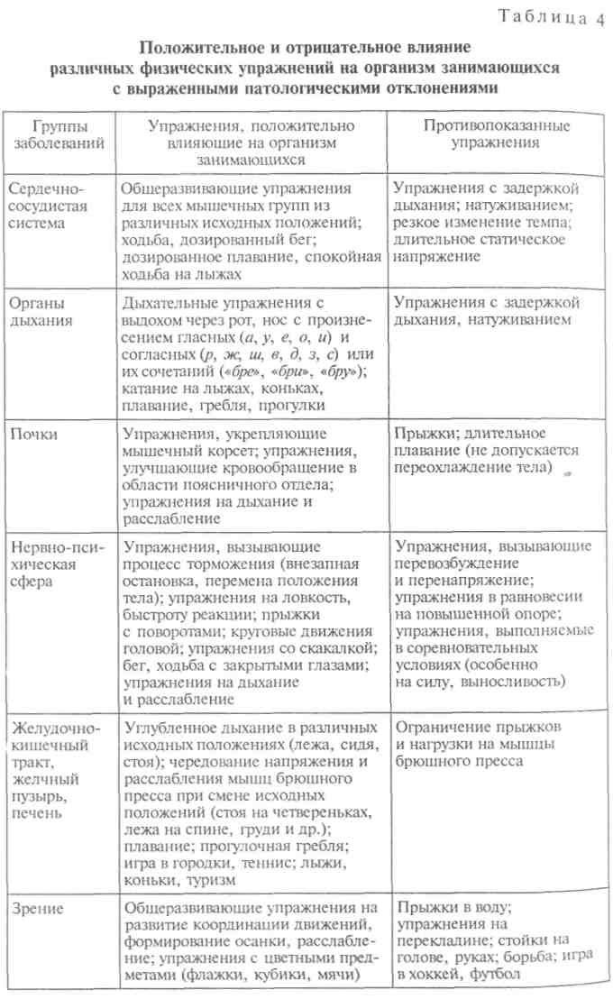 Таблица 4
Положительное и отрицательное влияние
различных физических упражнений на организм занимающихся
с выраженными патологическими отклонениями
Группы
заболеваний
Упражнения, положительно
влияющие на организм
занимающихся
Противопоказанные
упражнения
Сердечно-
сосудистая
система
Общеразвивающие упражнения
для всех мышечных групп из
различных исходных положений;
ходьба, дозированный бег;
дозированное плавание, спокойная
ходьба на лыжах
Упражнения с задержкой
дыхания; натуживанием;
резкое изменение темпа;
длительное статическое
напряжение
Органы
дыхания
Дыхательные упражнения с
выдохом через рот, нос с произне-
сением гласных (а, у, е, о, и) и
согласных (р, ж, ш, в, д, з, с) или
их сочетаний («бре», «бри», «бру»);
катание на лыжах, коньках,
плавание, гребля, прогулки
Упражнения с задержкой
дыхания, натуживанием
Почки
Упражнения, укрепляющие
мышечный корсет; упражнения,
улучшающие кровообращение в
области поясничного отдела;
упражнения на дыхание и
расслабление
Прыжки; длительное
плавание (не допускается
переохлаждение тела)
Нервно-пси-
хическая
сфера
Упражнения, вызывающие
процесс торможения (внезапная
остановка, перемена положения
тела); упражнения на ловкость,
быстроту реакции; прыжки
с поворотами; круговые движения
головой; упражнения со скакалкой;
бег, ходьба с закрытыми глазами;
упражнения на дыхание
и расслабление
Упражнения, вызывающие
перевозбуждение
и перенапряжение;
упражнения в равновесии
на повышенной опоре;
упражнения, выполняемые
в соревновательных
условиях (особенно
на силу, выносливость)
Желудочно-
кишечный
тракт,
желчный
пузырь,
печень
Углубленное дыхание в различных
исходных положениях (лежа, сидя,
стоя); чередование напряжения и
расслабления мышц брюшного
пресса при смене исходных
положений (стоя на четвереньках,
лежа на спине, груди и др.);
плавание; прогулочная гребля;
игра в городки, теннис; лыжи,
коньки, туризм
Ограничение прыжков
и нагрузки на мышцы
брюшного пресса
Зрение
Общеразвивающие упражнения на
развитие координации движений,
формирование осанки, расслабле-
ние; упражнения с цветными пред-
метами (флажки, кубики, мячи)
Прыжки в воду;
упражнения на
перекладине; стойки на
голове, руках; борьба; игра
в хоккей, футбол